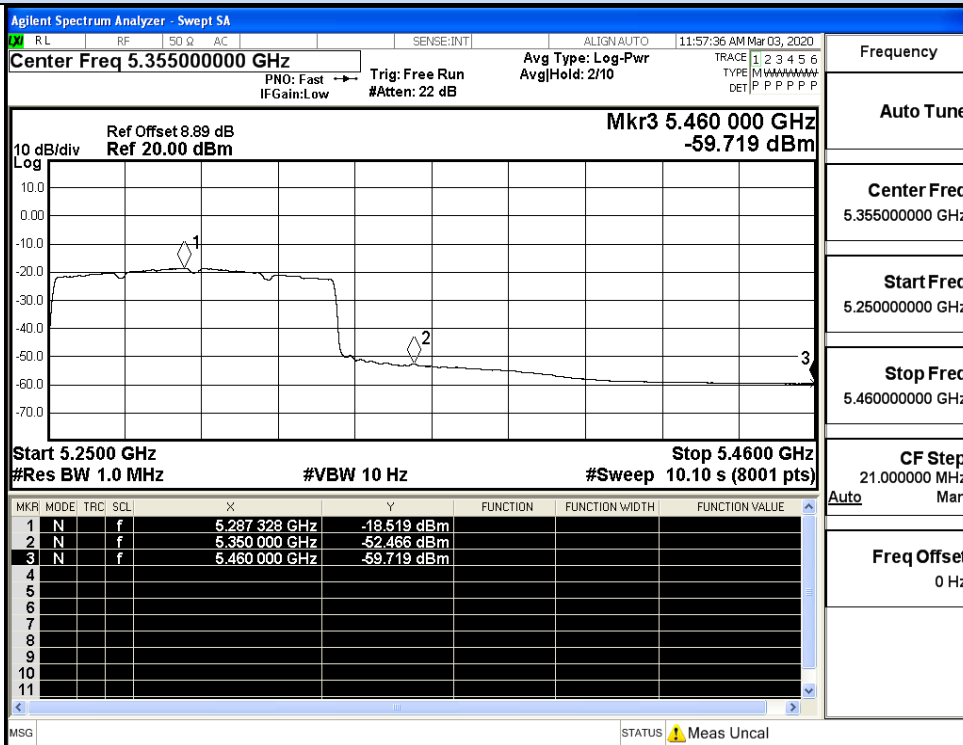 Agilent Spectrum Analyzer - Swept SA
LXI RL RF 50 Ω AC SENSE:INT ALIGN AUTO 11:57:36 AM Mar 03, 2020
Center Freq 5.355000000 GHz
PNO: Fast
IFGain:Low
Trig: Free Run
#Atten: 22 dB
Avg Type: Log-Pwr
Avg|Hold: 2/10
TRACE 1 2 3 4 5 6
TYPE M WWWWW
DET P P P P P P
Ref Offset 8.89 dB
10 dB/div Ref 20.00 dBm
Log
Mkr3 5.460 000 GHz
-59.719 dBm
10.0
0.00
-10.0
-20.0
-30.0
-40.0
-50.0
-60.0
-70.0
1
2
3
Start 5.2500 GHz Stop 5.4600 GHz
#Res BW 1.0 MHz #VBW 10 Hz #Sweep 10.10 s (8001 pts)
MKR MODE TRC SCL X Y FUNCTION FUNCTION WIDTH FUNCTION VALUE
1 N f 5.287 328 GHz -18.519 dBm
2 N f 5.350 000 GHz -52.466 dBm
3 N f 5.460 000 GHz -59.719 dBm
4
5
6
7
8
9
10
11
MSG STATUS Meas Uncal
Frequency
Auto Tune
Center Freq
5.355000000 GHz
Start Freq
5.250000000 GHz
Stop Freq
5.460000000 GHz
CF Step
21.000000 MHz
Auto Man
Freq Offset
0 Hz